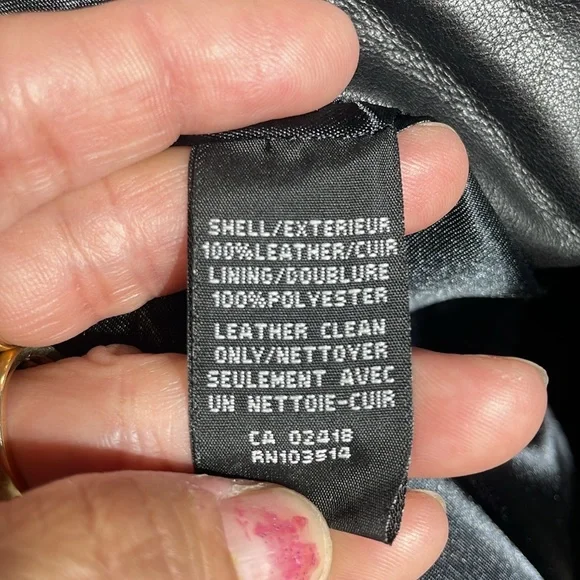 SHELL/EXTERIEUR
100%LEATHER/CUIR
LINING/DOUBLURE
100%POLYESTER
LEATHER CLEAN
ONLY/NETTOYER
SEULEMENT AVEC
UN NETTOIE-CUIR
CA 02418
RN103514